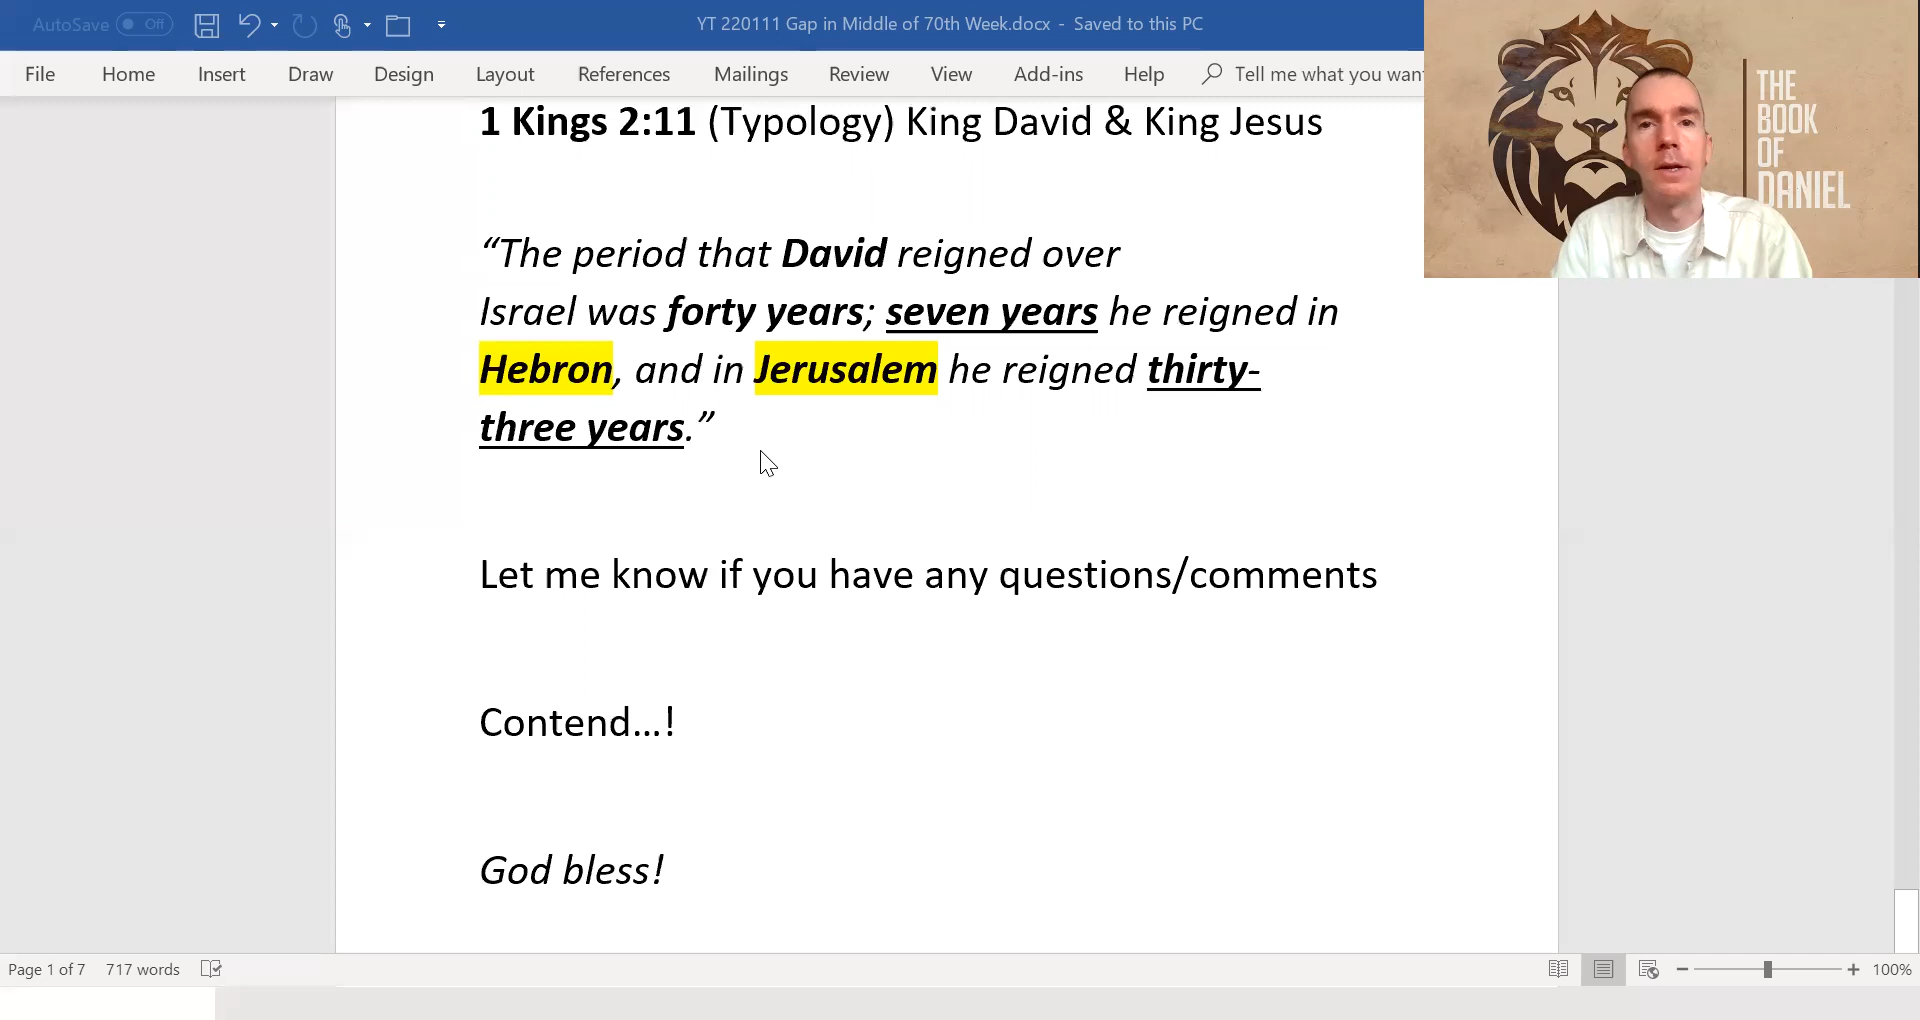 AutoSave Off
YT 220111 Gap in Middle of 70th Week.docx - Saved to this PC
File Home Insert Draw Design Layout References Mailings Review View Add-ins Help Tell me what you want
THE
BOOK
OF
DANIEL
1 Kings 2:11 (Typology) King David & King Jesus
“The period that David reigned over
Israel was forty years; seven years he reigned in
Hebron, and in Jerusalem he reigned thirty-
three years.”
Let me know if you have any questions/comments
Contend…!
God bless!
Page 1 of 7 717 words
100%